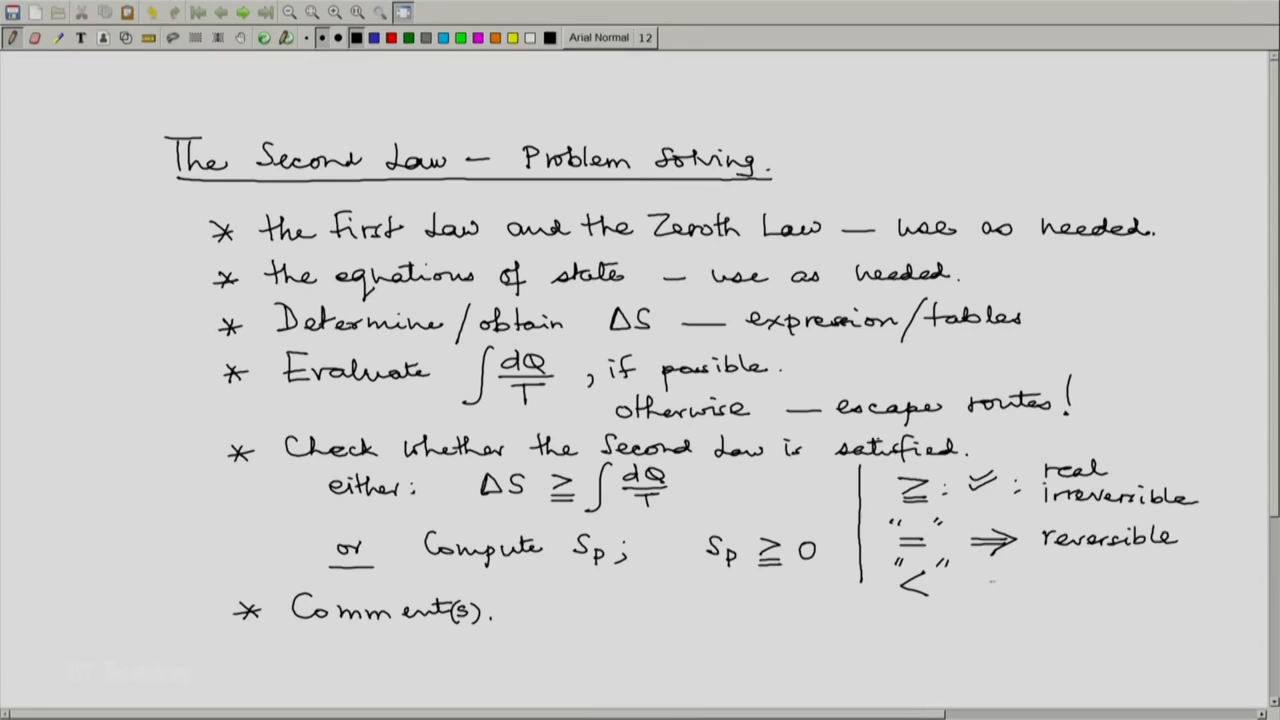 Arial Normal 12
The Second Law — Problem Solving.
* the First Law and the Zeroth Law — use as needed.
* the equations of state — use as needed.
* Determine/obtain ΔS — expression/tables
* Evaluate ∫ dQ/T , if possible.
otherwise — escape routes!
* Check whether the Second Law is satisfied.
either: ΔS ≧ ∫ dQ/T
or Compute Sp; Sp ≧ 0
≧ : ✓ : real irreversible
" = " ⇒ reversible
" < "
* Comment(s).